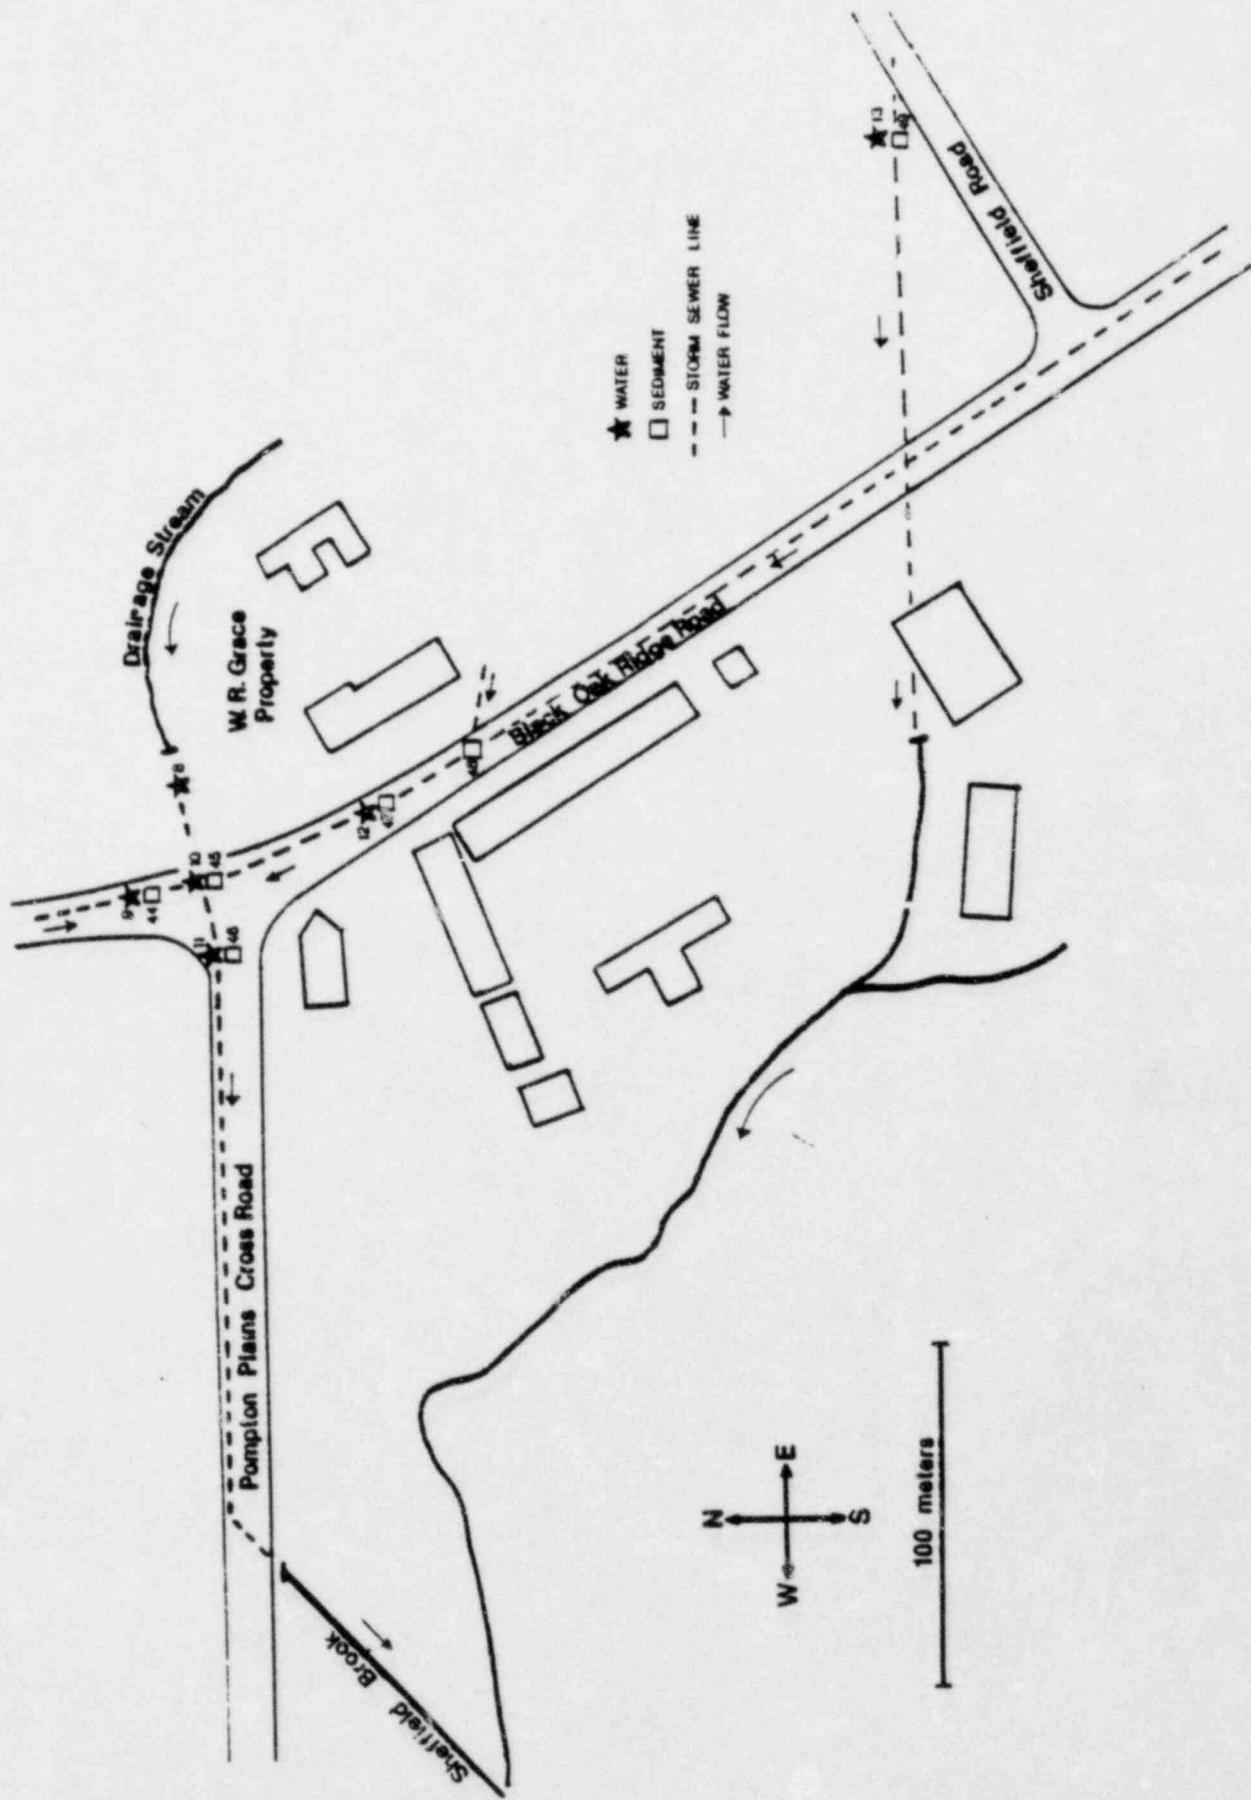 Drainage Stream
W. R. Grace
Property
8
9
44
10
45
11
46
12
47
48
13
Black Oak Ridge Road
Sheffield Road
WATER
SEDIMENT
STORM SEWER LINE
WATER FLOW
Pompton Plains Cross Road
Sheffield Brook
N
W
E
S
100 meters